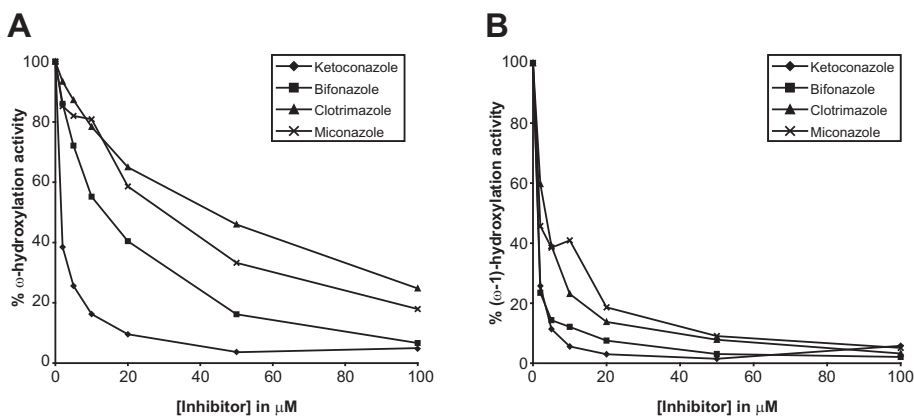 A
% ω-hydroxylation activity
100
80
60
40
20
0
0 20 40 60 80 100
[Inhibitor] in μM
Ketoconazole
Bifonazole
Clotrimazole
Miconazole
B
% (ω-1)-hydroxylation activity
100
80
60
40
20
0
0 20 40 60 80 100
[Inhibitor] in μM
Ketoconazole
Bifonazole
Clotrimazole
Miconazole